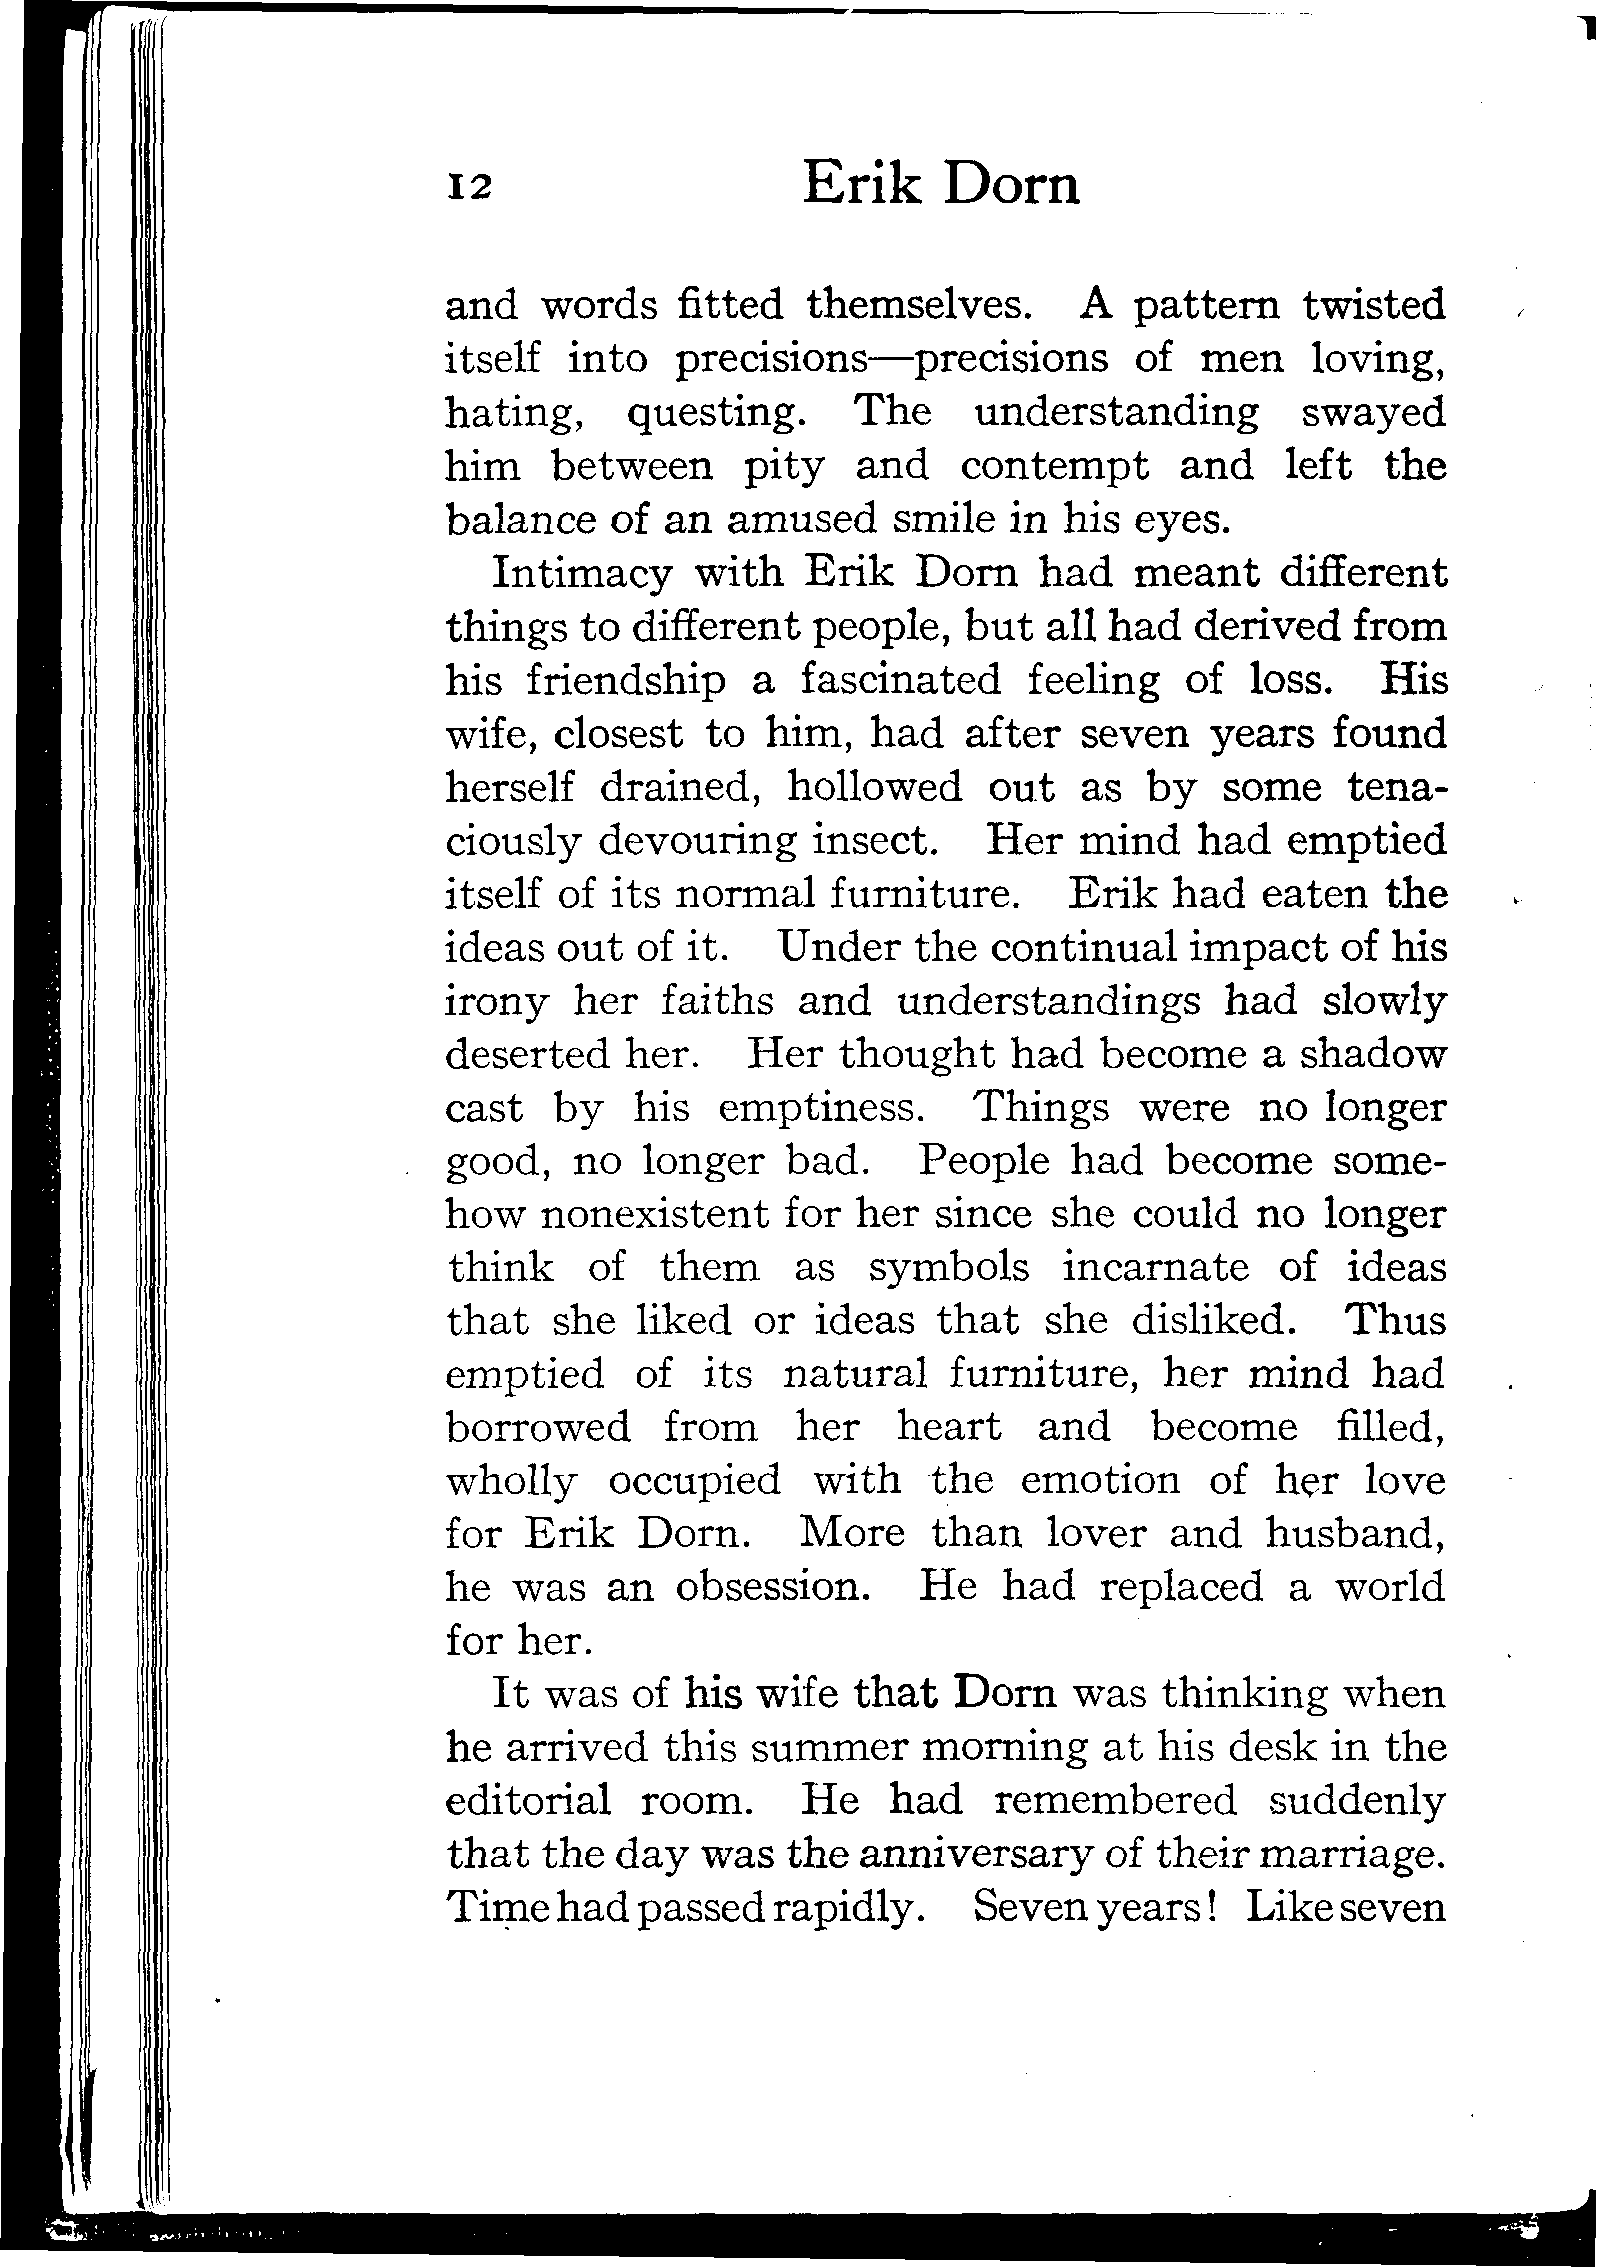 12 Erik Dorn
and words fitted themselves. A pattern twisted
itself into precisions—precisions of men loving,
hating, questing. The understanding swayed
him between pity and contempt and left the
balance of an amused smile in his eyes.
Intimacy with Erik Dorn had meant different
things to different people, but all had derived from
his friendship a fascinated feeling of loss. His
wife, closest to him, had after seven years found
herself drained, hollowed out as by some tena-
ciously devouring insect. Her mind had emptied
itself of its normal furniture. Erik had eaten the
ideas out of it. Under the continual impact of his
irony her faiths and understandings had slowly
deserted her. Her thought had become a shadow
cast by his emptiness. Things were no longer
good, no longer bad. People had become some-
how nonexistent for her since she could no longer
think of them as symbols incarnate of ideas
that she liked or ideas that she disliked. Thus
emptied of its natural furniture, her mind had
borrowed from her heart and become filled,
wholly occupied with the emotion of her love
for Erik Dorn. More than lover and husband,
he was an obsession. He had replaced a world
for her.
It was of his wife that Dorn was thinking when
he arrived this summer morning at his desk in the
editorial room. He had remembered suddenly
that the day was the anniversary of their marriage.
Time had passed rapidly. Seven years! Like seven